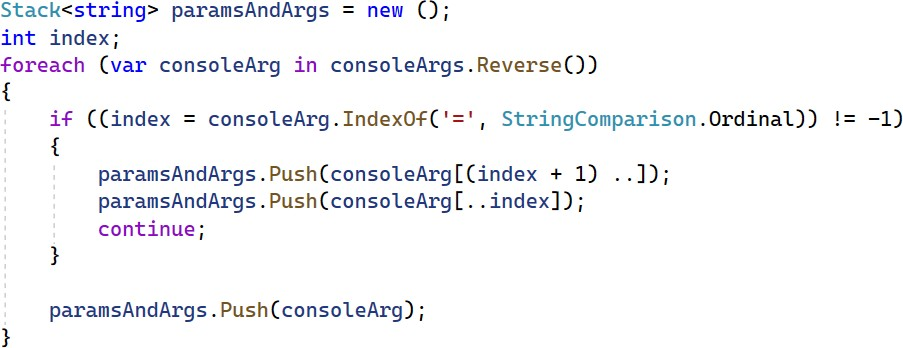 Stack<string> paramsAndArgs = new ();
int index;
foreach (var consoleArg in consoleArgs.Reverse())
{
    if ((index = consoleArg.IndexOf('=', StringComparison.Ordinal)) != -1)
    {
        paramsAndArgs.Push(consoleArg[(index + 1) ..]);
        paramsAndArgs.Push(consoleArg[..index]);
        continue;
    }

    paramsAndArgs.Push(consoleArg);
}